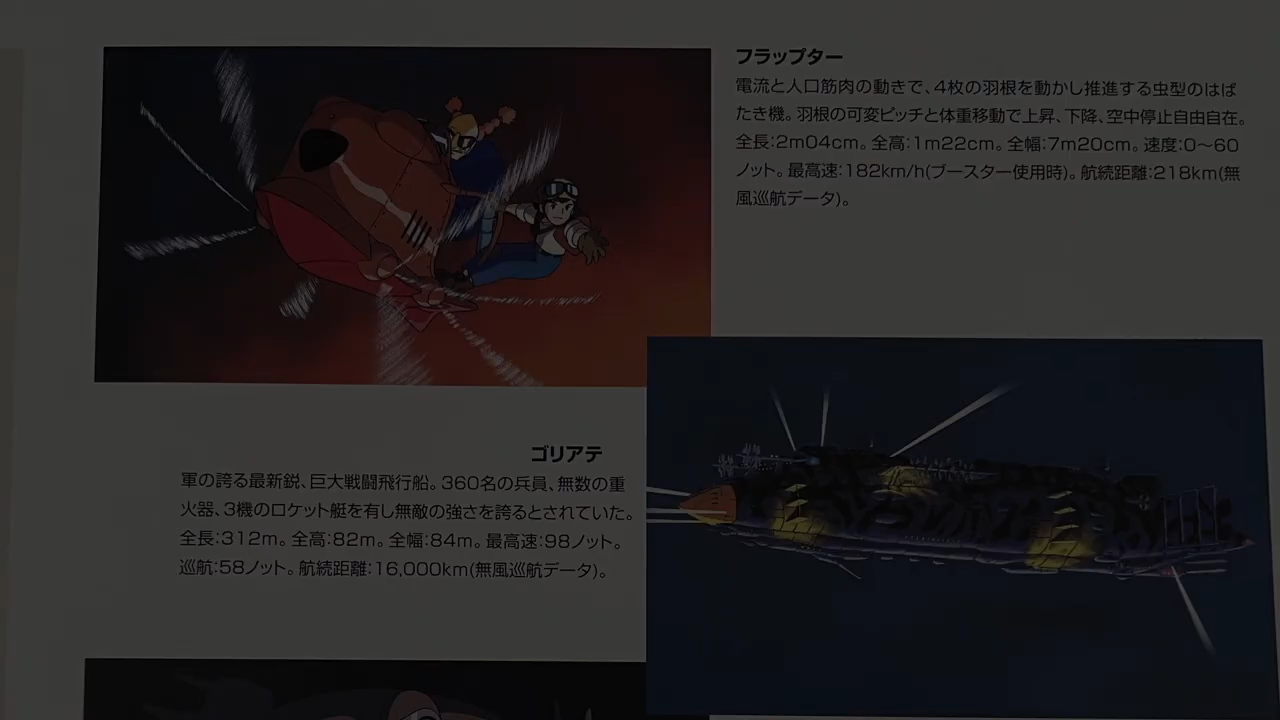 フラップター
電流と人口筋肉の動きで、4枚の羽根を動かし推進する虫型のはば
たき機。羽根の可変ピッチと体重移動で上昇、下降、空中停止自由自在。
全長:2m04cm。全高:1m22cm。全幅:7m20cm。速度:0〜60
ノット。最高速:182km/h(ブースター使用時)。航続距離:218km(無
風巡航データ)。
ゴリアテ
軍の誇る最新鋭、巨大戦闘飛行船。360名の兵員、無数の重
火器、3機のロケット艇を有し無敵の強さを誇るとされていた。
全長:312m。全高:82m。全幅:84m。最高速:98ノット。
巡航:58ノット。航続距離:16,000km(無風巡航データ)。